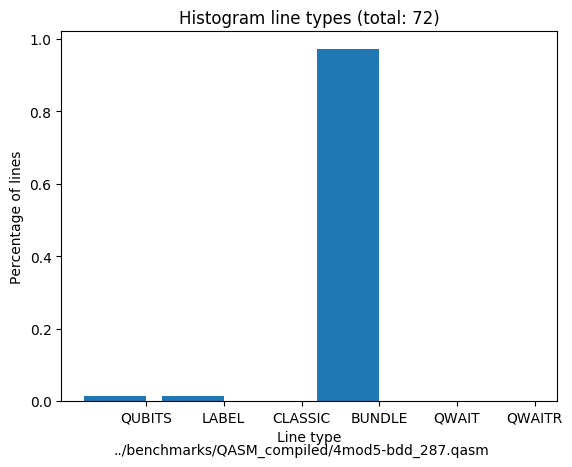 Histogram line types (total: 72)
Percentage of lines
1.0
0.8
0.6
0.4
0.2
0.0
QUBITS LABEL CLASSIC BUNDLE QWAIT QWAITR
Line type
../benchmarks/QASM_compiled/4mod5-bdd_287.qasm